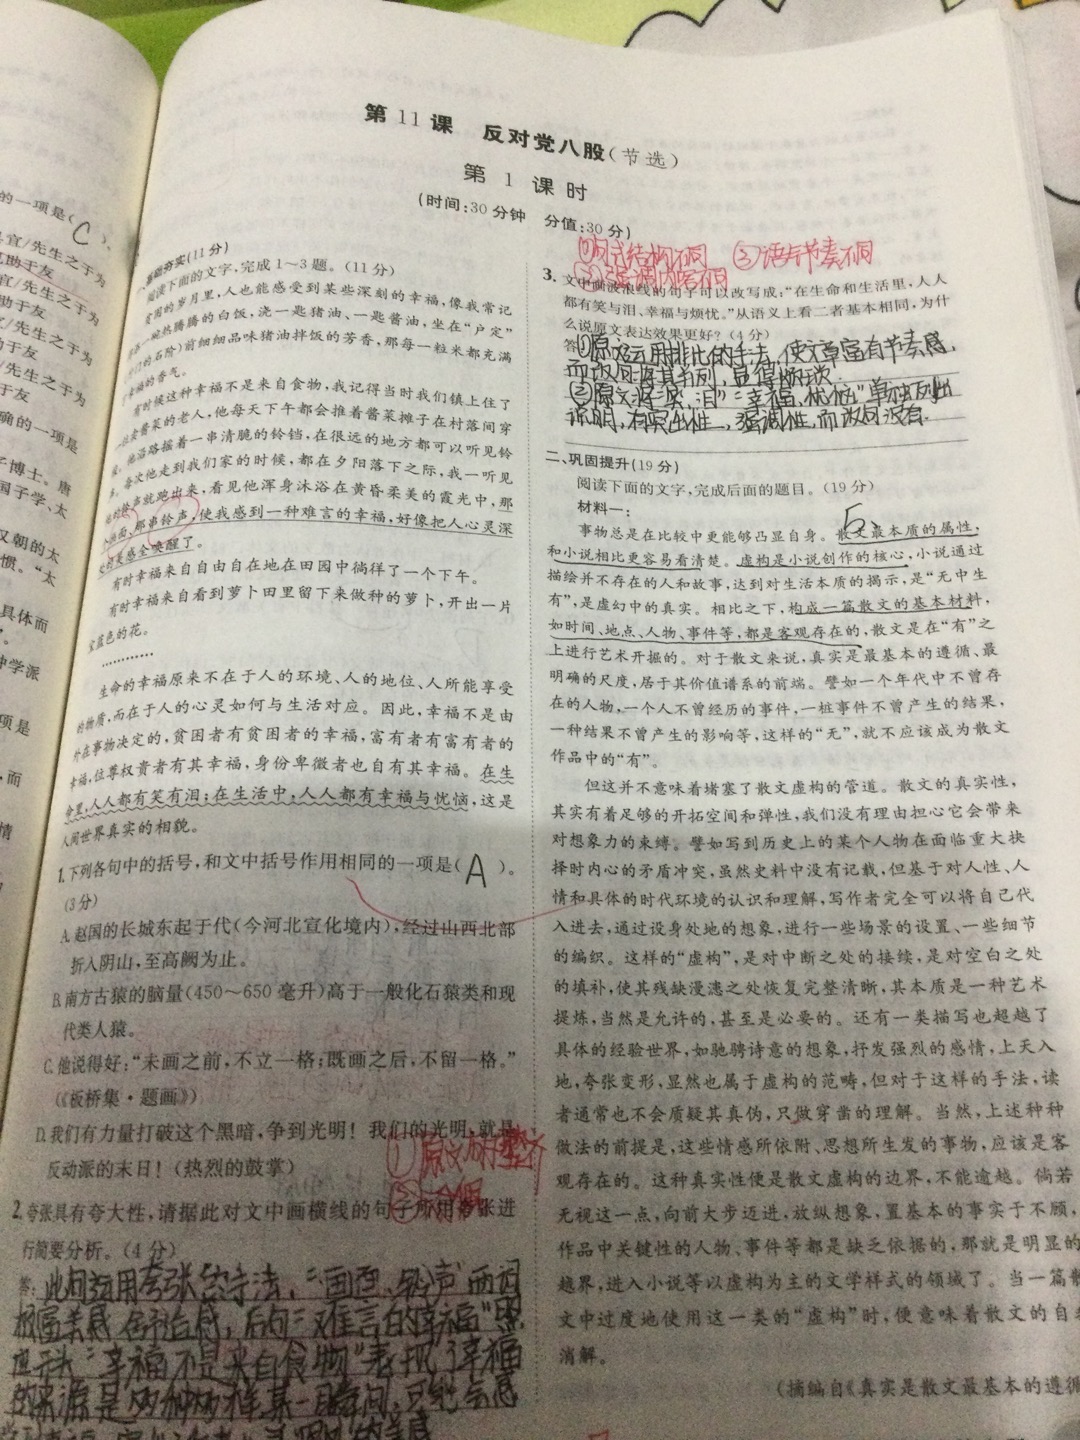 的一项是(C)。
宜/先生之于为
助于友
宜/先生之于为
助于友
/先生之于为
的于友
/先生之于为
于友
确的一项是
子博士。唐
国子学、太
又朝的太
惯。“太
具体而
中学派
项是
，而
情
第 11 课 反对党八股(节选)
第 1 课时
(时间:30分钟 分值:30分)
基础夯实(11分)
阅读下面的文字,完成1~3题。(11分)
贫困的岁月里,人也能感受到某些深刻的幸福,像我常记
一碗热腾腾的白饭,浇一匙猪油、一匙酱油,坐在“户定”
的石阶)前细细品味猪油拌饭的芳香,那每一粒米都充满
幸福的香气。
有时候这种幸福不是来自食物,我记得当时我们镇上住了
卖酱菜的老人,他每天下午都会推着酱菜摊子在村落间穿
他沿路摇着一串清脆的铃铛,在很远的地方都可以听见铃
每次他走到我们家的时候,都在夕阳落下之际,我一听见
铃声就跑出来,看见他浑身沐浴在黄昏柔美的霞光中,那
画面、那串铃声,使我感到一种难言的幸福,好像把人心灵深
的美感全唤醒了。
有时幸福来自自由自在地在田园中徜徉了一个下午。
有时幸福来自看到萝卜田里留下来做种的萝卜,开出一片
蓝色的花。
…………
生命的幸福原来不在于人的环境、人的地位、人所能享受
的物质,而在于人的心灵如何与生活对应。因此,幸福不是由
外在事物决定的,贫困者有贫困者的幸福,富有者有富有者的
幸福,位尊权贵者有其幸福,身份卑微者也自有其幸福。在生
命里,人人都有笑有泪;在生活中,人人都有幸福与忧恼,这是
人间世界真实的相貌。
1.下列各句中的括号,和文中括号作用相同的一项是(A)。
(3分)
A.赵国的长城东起于代(今河北宣化境内),经过山西北部
折入阴山,至高阙为止。
B.南方古猿的脑量(450~650毫升)高于一般化石猿类和现
代类人猿。
C.他说得好:“未画之前,不立一格;既画之后,不留一格。”
(《板桥集·题画》)
D.我们有力量打破这个黑暗,争到光明！我们的光明,就是
反动派的末日！(热烈的鼓掌)
①原文 整齐
②
2.夸张具有夸大性,请据此对文中画横线的句子所用夸张进
行简要分析。(4分)
答:此句运用夸张的手法,“画面、铃声”两词
极富美感,后句“难言的幸福”照
应开头“幸福不是来自食物”表现了幸福
的来源是
①句式结构不同 ③语气节奏不同
②强调内容不同
3.文中画波浪线的句子可以改写成:“在生命和生活里,人人
都有笑与泪、幸福与烦忧。”从语义上看二者基本相同,为什
么说原文表达效果更好？(4分)
答①原文运用排比的手法,使文章富有节奏感,
而改句将其并列,显得烦琐.
②原文将“笑、泪”“幸福、忧恼”单独列出
说明,有突出性,强调性,而改句没有.
二、巩固提升(19分)
阅读下面的文字,完成后面的题目。(19分)
材料一:
事物总是在比较中更能够凸显自身。散文最本质的属性,
和小说相比更容易看清楚。虚构是小说创作的核心,小说通过
描绘并不存在的人和故事,达到对生活本质的揭示,是“无中生
有”,是虚幻中的真实。相比之下,构成一篇散文的基本材料,
如时间、地点、人物、事件等,都是客观存在的,散文是在“有”之
上进行艺术开掘的。对于散文来说,真实是最基本的遵循、最
明确的尺度,居于其价值谱系的前端。譬如一个年代中不曾存
在的人物,一个人不曾经历的事件,一桩事件不曾产生的结果,
一种结果不曾产生的影响等,这样的“无”,就不应该成为散文
作品中的“有”。
但这并不意味着堵塞了散文虚构的管道。散文的真实性,
其实有着足够的开拓空间和弹性,我们没有理由担心它会带来
对想象力的束缚。譬如写到历史上的某个人物在面临重大抉
择时内心的矛盾冲突,虽然史料中没有记载,但基于对人性、人
情和具体的时代环境的认识和理解,写作者完全可以将自己代
入进去,通过设身处地的想象,进行一些场景的设置、一些细节
的编织。这样的“虚构”,是对中断之处的接续,是对空白之处
的填补,使其残缺漫漶之处恢复完整清晰,其本质是一种艺术
提炼,当然是允许的,甚至是必要的。还有一类描写也超越了
具体的经验世界,如驰骋诗意的想象,抒发强烈的感情,上天入
地,夸张变形,显然也属于虚构的范畴,但对于这样的手法,读
者通常也不会质疑其真伪,只做穿凿的理解。当然,上述种种
做法的前提是,这些情感所依附、思想所生发的事物,应该是客
观存在的。这种真实性便是散文虚构的边界,不能逾越。倘若
无视这一点,向前大步迈进,放纵想象,置基本的事实于不顾,
作品中关键性的人物、事件等都是缺乏依据的,那就是明显的
越界,进入小说等以虚构为主的文学样式的领域了。当一篇散
文中过度地使用这一类的“虚构”时,便意味着散文的自
消解。
(摘编自《真实是散文最基本的遵循